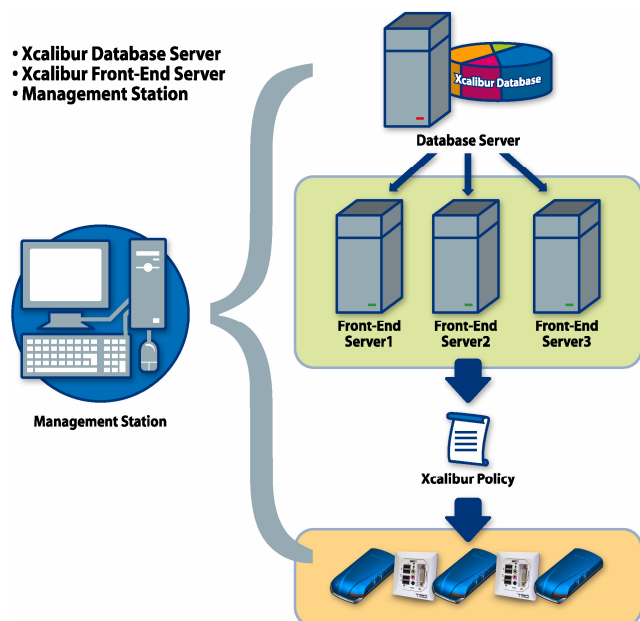 • Xcalibur Database Server
• Xcalibur Front-End Server
• Management Station
Xcalibur Database
Database Server
Front-End
Server1
Front-End
Server2
Front-End
Server3
Management Station
Xcalibur Policy